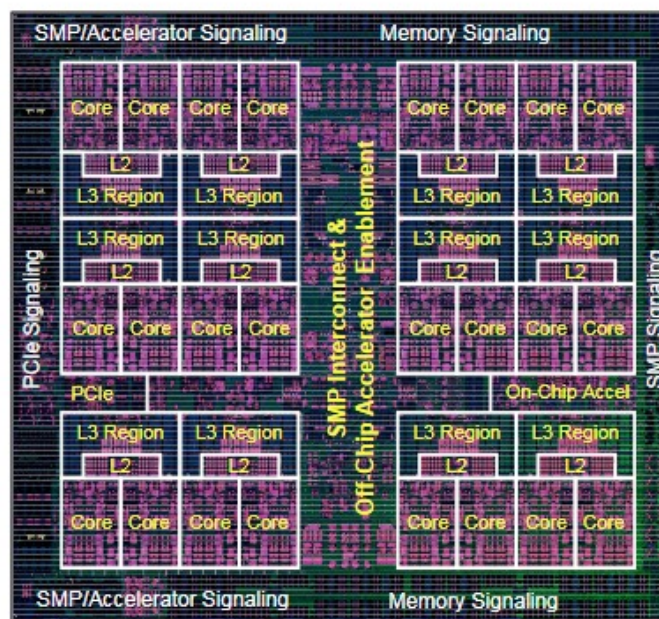 SMP/Accelerator Signaling
Memory Signaling
Core Core Core Core
Core Core Core Core
L2 L2
L2 L2
L3 Region L3 Region
L3 Region L3 Region
L3 Region L3 Region
L3 Region L3 Region
L2 L2
L2 L2
Core Core Core Core
Core Core Core Core
PCIe Signaling
SMP Interconnect &
Off-Chip Accelerator Enablement
SMP Signaling
PCIe
On-Chip Accel
L3 Region L3 Region
L3 Region L3 Region
L2 L2
L2 L2
Core Core Core Core
Core Core Core Core
SMP/Accelerator Signaling
Memory Signaling